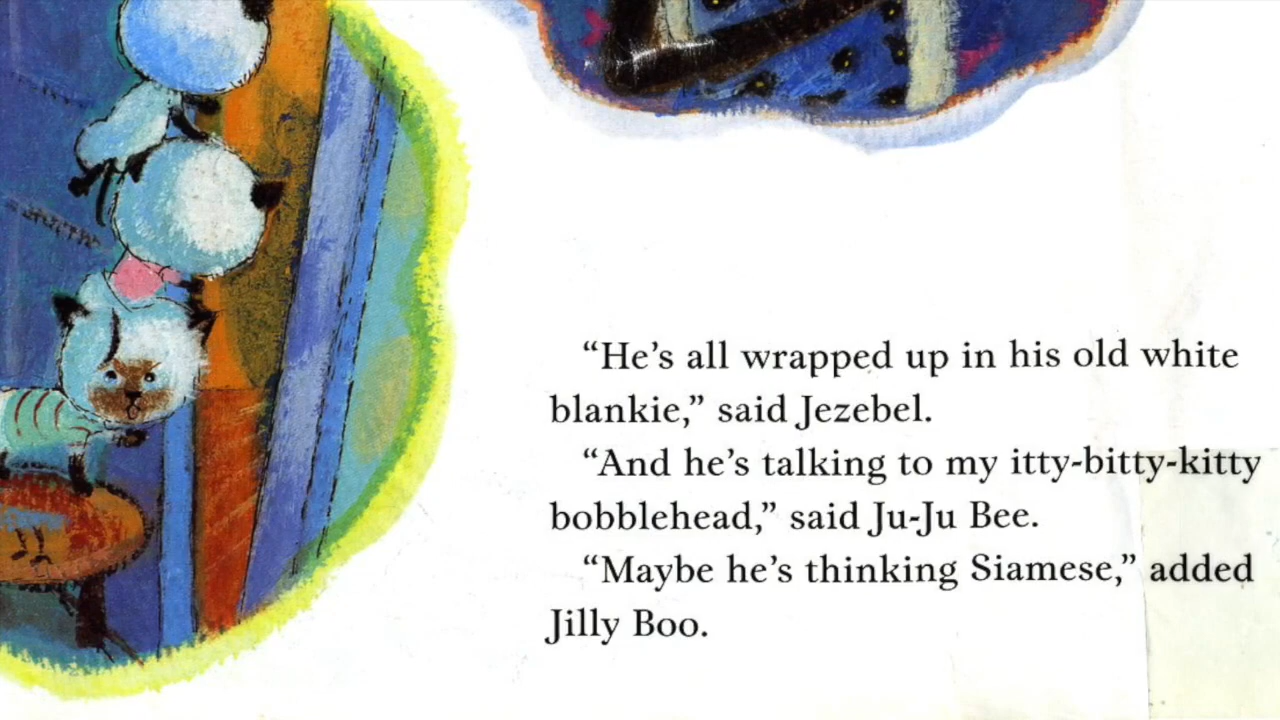 “He’s all wrapped up in his old white
blankie,” said Jezebel.
“And he’s talking to my itty-bitty-kitty
bobblehead,” said Ju-Ju Bee.
“Maybe he’s thinking Siamese,” added
Jilly Boo.